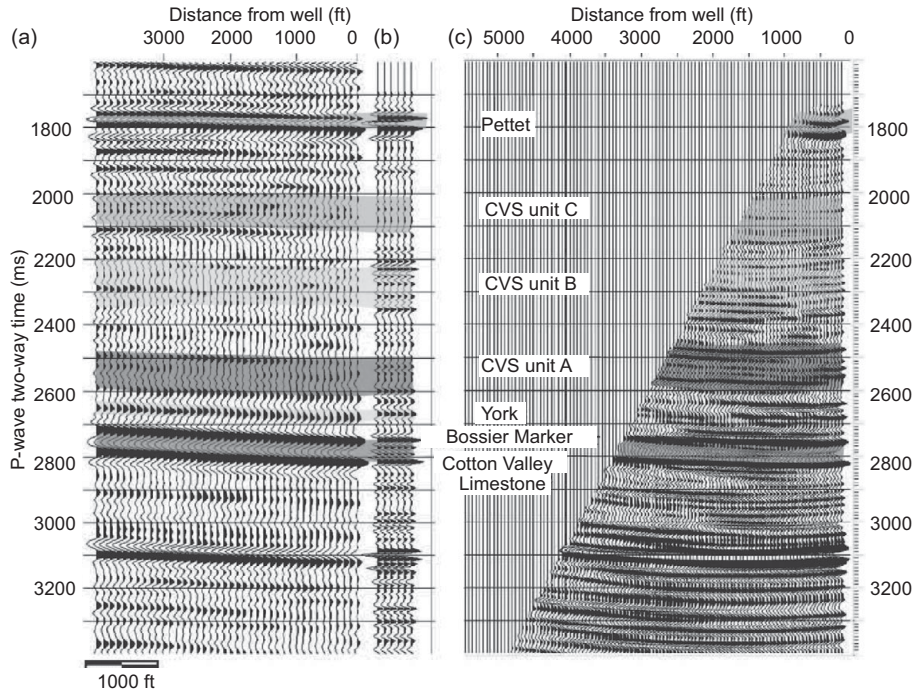 Distance from well (ft)
Distance from well (ft)
(a)
3000
2000
1000
0
(b)
(c)
5000
4000
3000
2000
1000
0
P-wave two-way time (ms)
1800
2000
2200
2400
2600
2800
3000
3200
Pettet
CVS unit C
CVS unit B
CVS unit A
York
Bossier Marker
Cotton Valley
Limestone
1800
2000
2200
2400
2600
2800
3000
3200
1000 ft